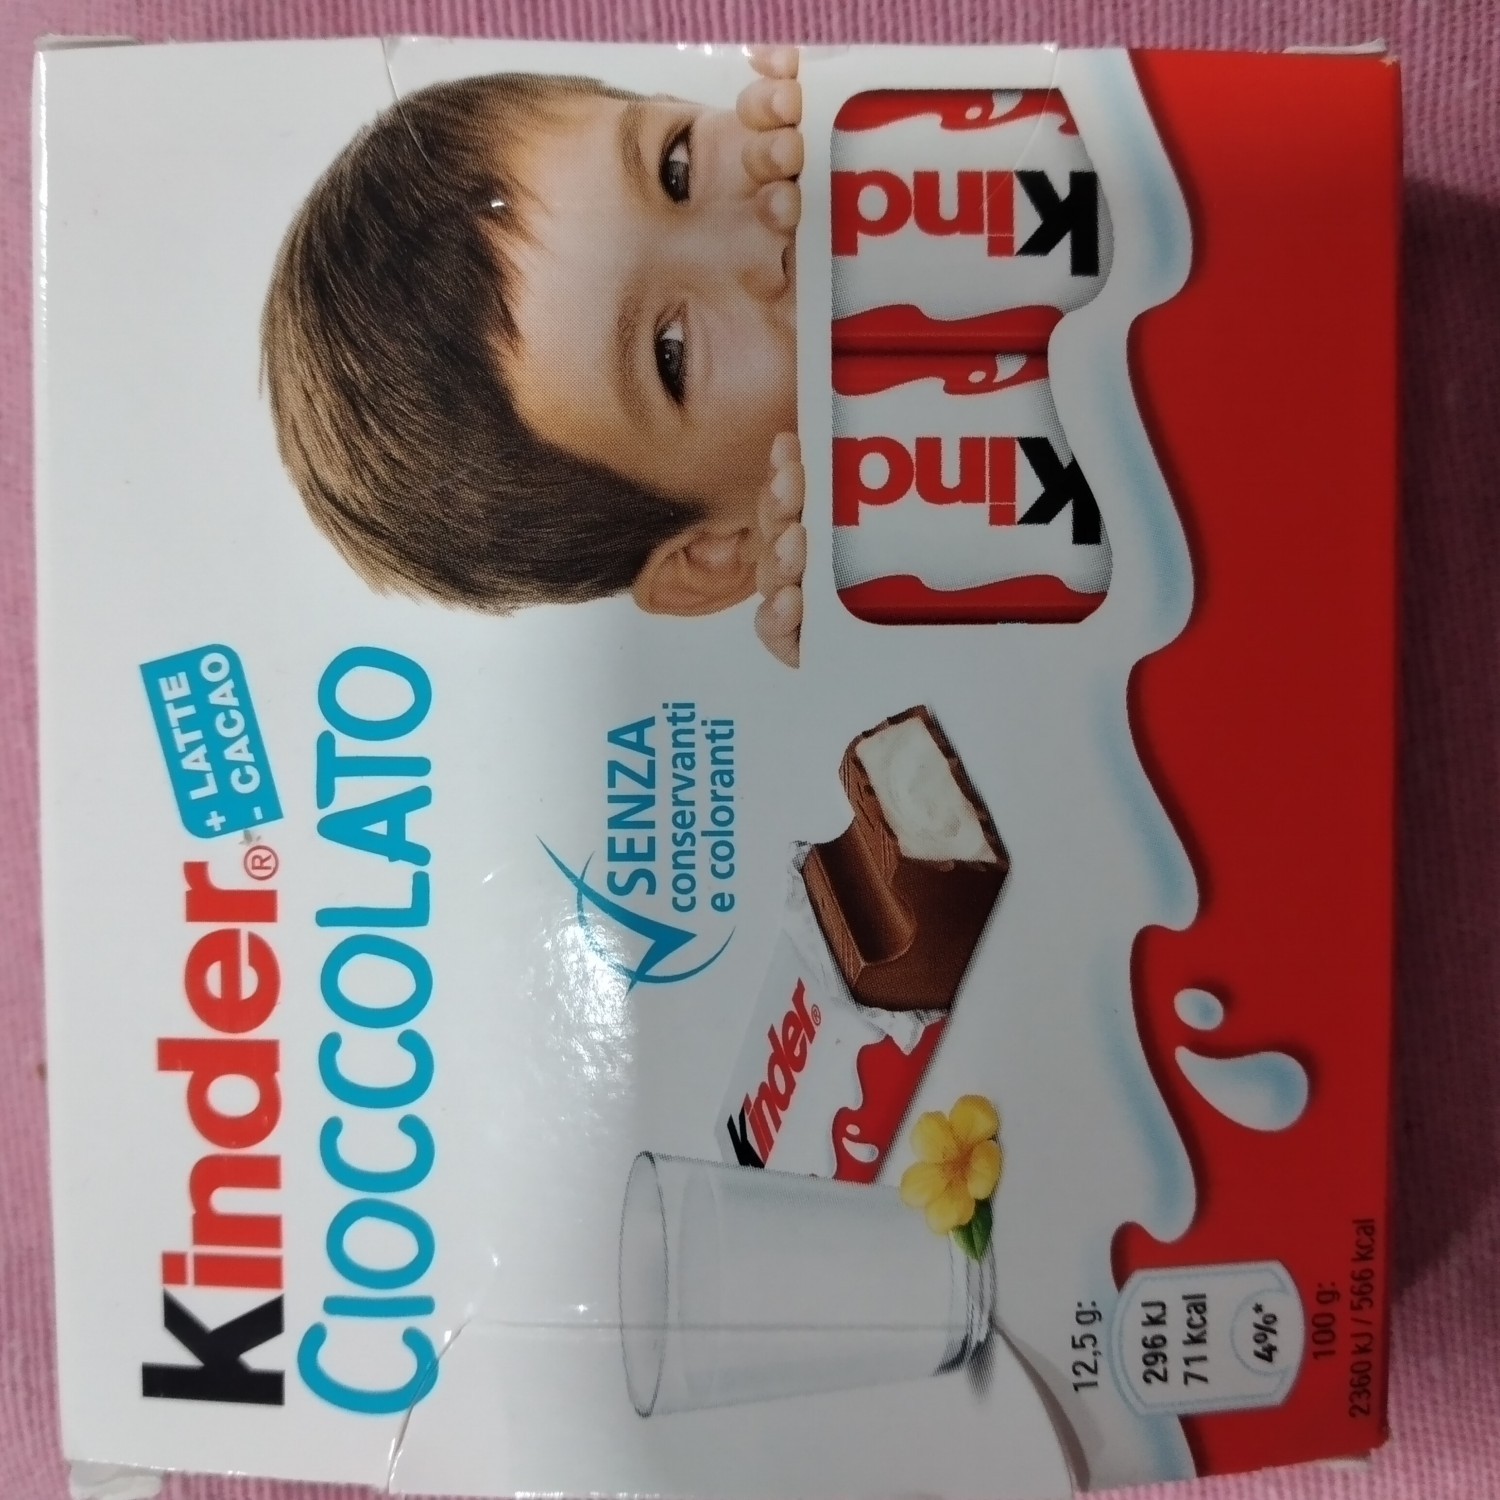 + LATTE
- CACAO
Kinder®
CIOCCOLATO
SENZA
conservanti
e coloranti
Kind
Kind
Kinder®
12,5 g:
296 kJ
71 kcal
4%*
100 g:
2360 kJ / 566 kcal